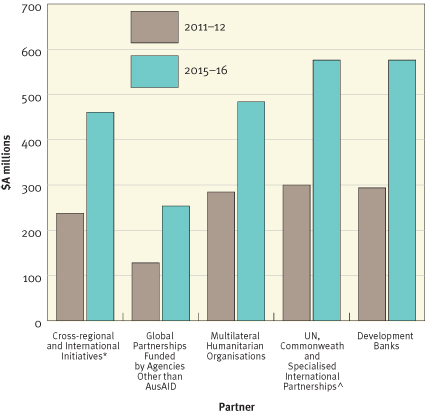 700
600
500
400
300
200
100
0
$A millions
2011–12
2015–16
Cross-regional
and International
Initiatives*
Global
Partnerships
Funded
by Agencies
Other than
AusAID
Multilateral
Humanitarian
Organisations
UN,
Commonweath
and
Specialised
International
Partnerships^
Development
Banks
Partner